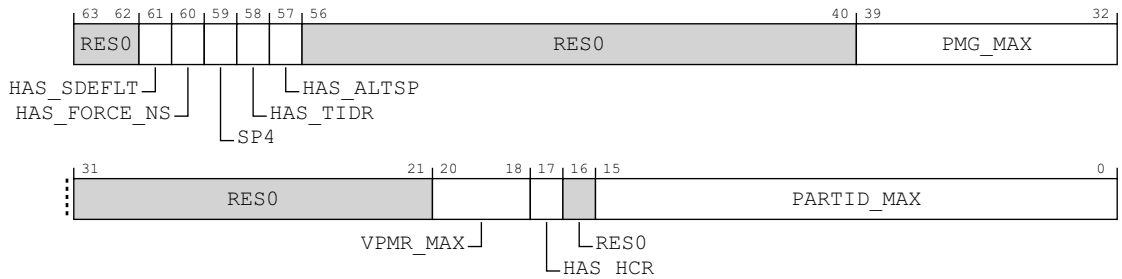 63 62 61 60 59 58 57 56 40 39 32
RES0 RES0 PMG_MAX
HAS_SDEFLT HAS_ALTSP
HAS_FORCE_NS HAS_TIDR
SP4
31 21 20 18 17 16 15 0
RES0 PARTID_MAX
VPMR_MAX RES0
HAS_HCR